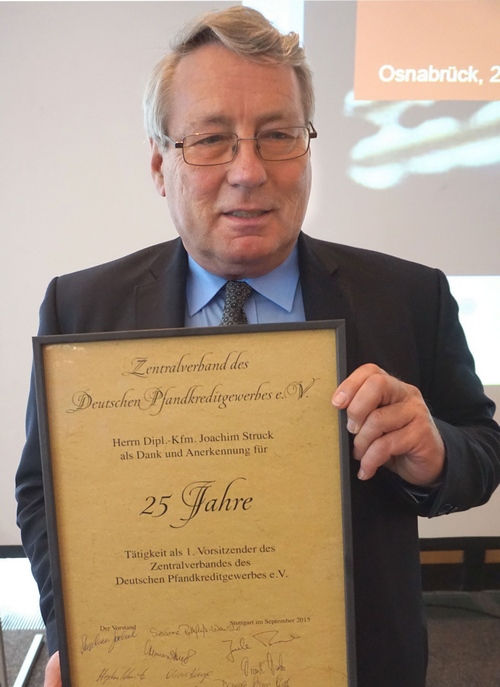 Osnabrück, 2
Zentralverband des
Deutschen Pfandkreditgewerbes e.V.
Herrn Dipl.-Kfm. Joachim Struck
als Dank und Anerkennung für
25 Jahre
Tätigkeit als 1. Vorsitzender des
Zentralverbandes des
Deutschen Pfandkreditgewerbes e.V.
Der Vorstand Stuttgart im September 2015